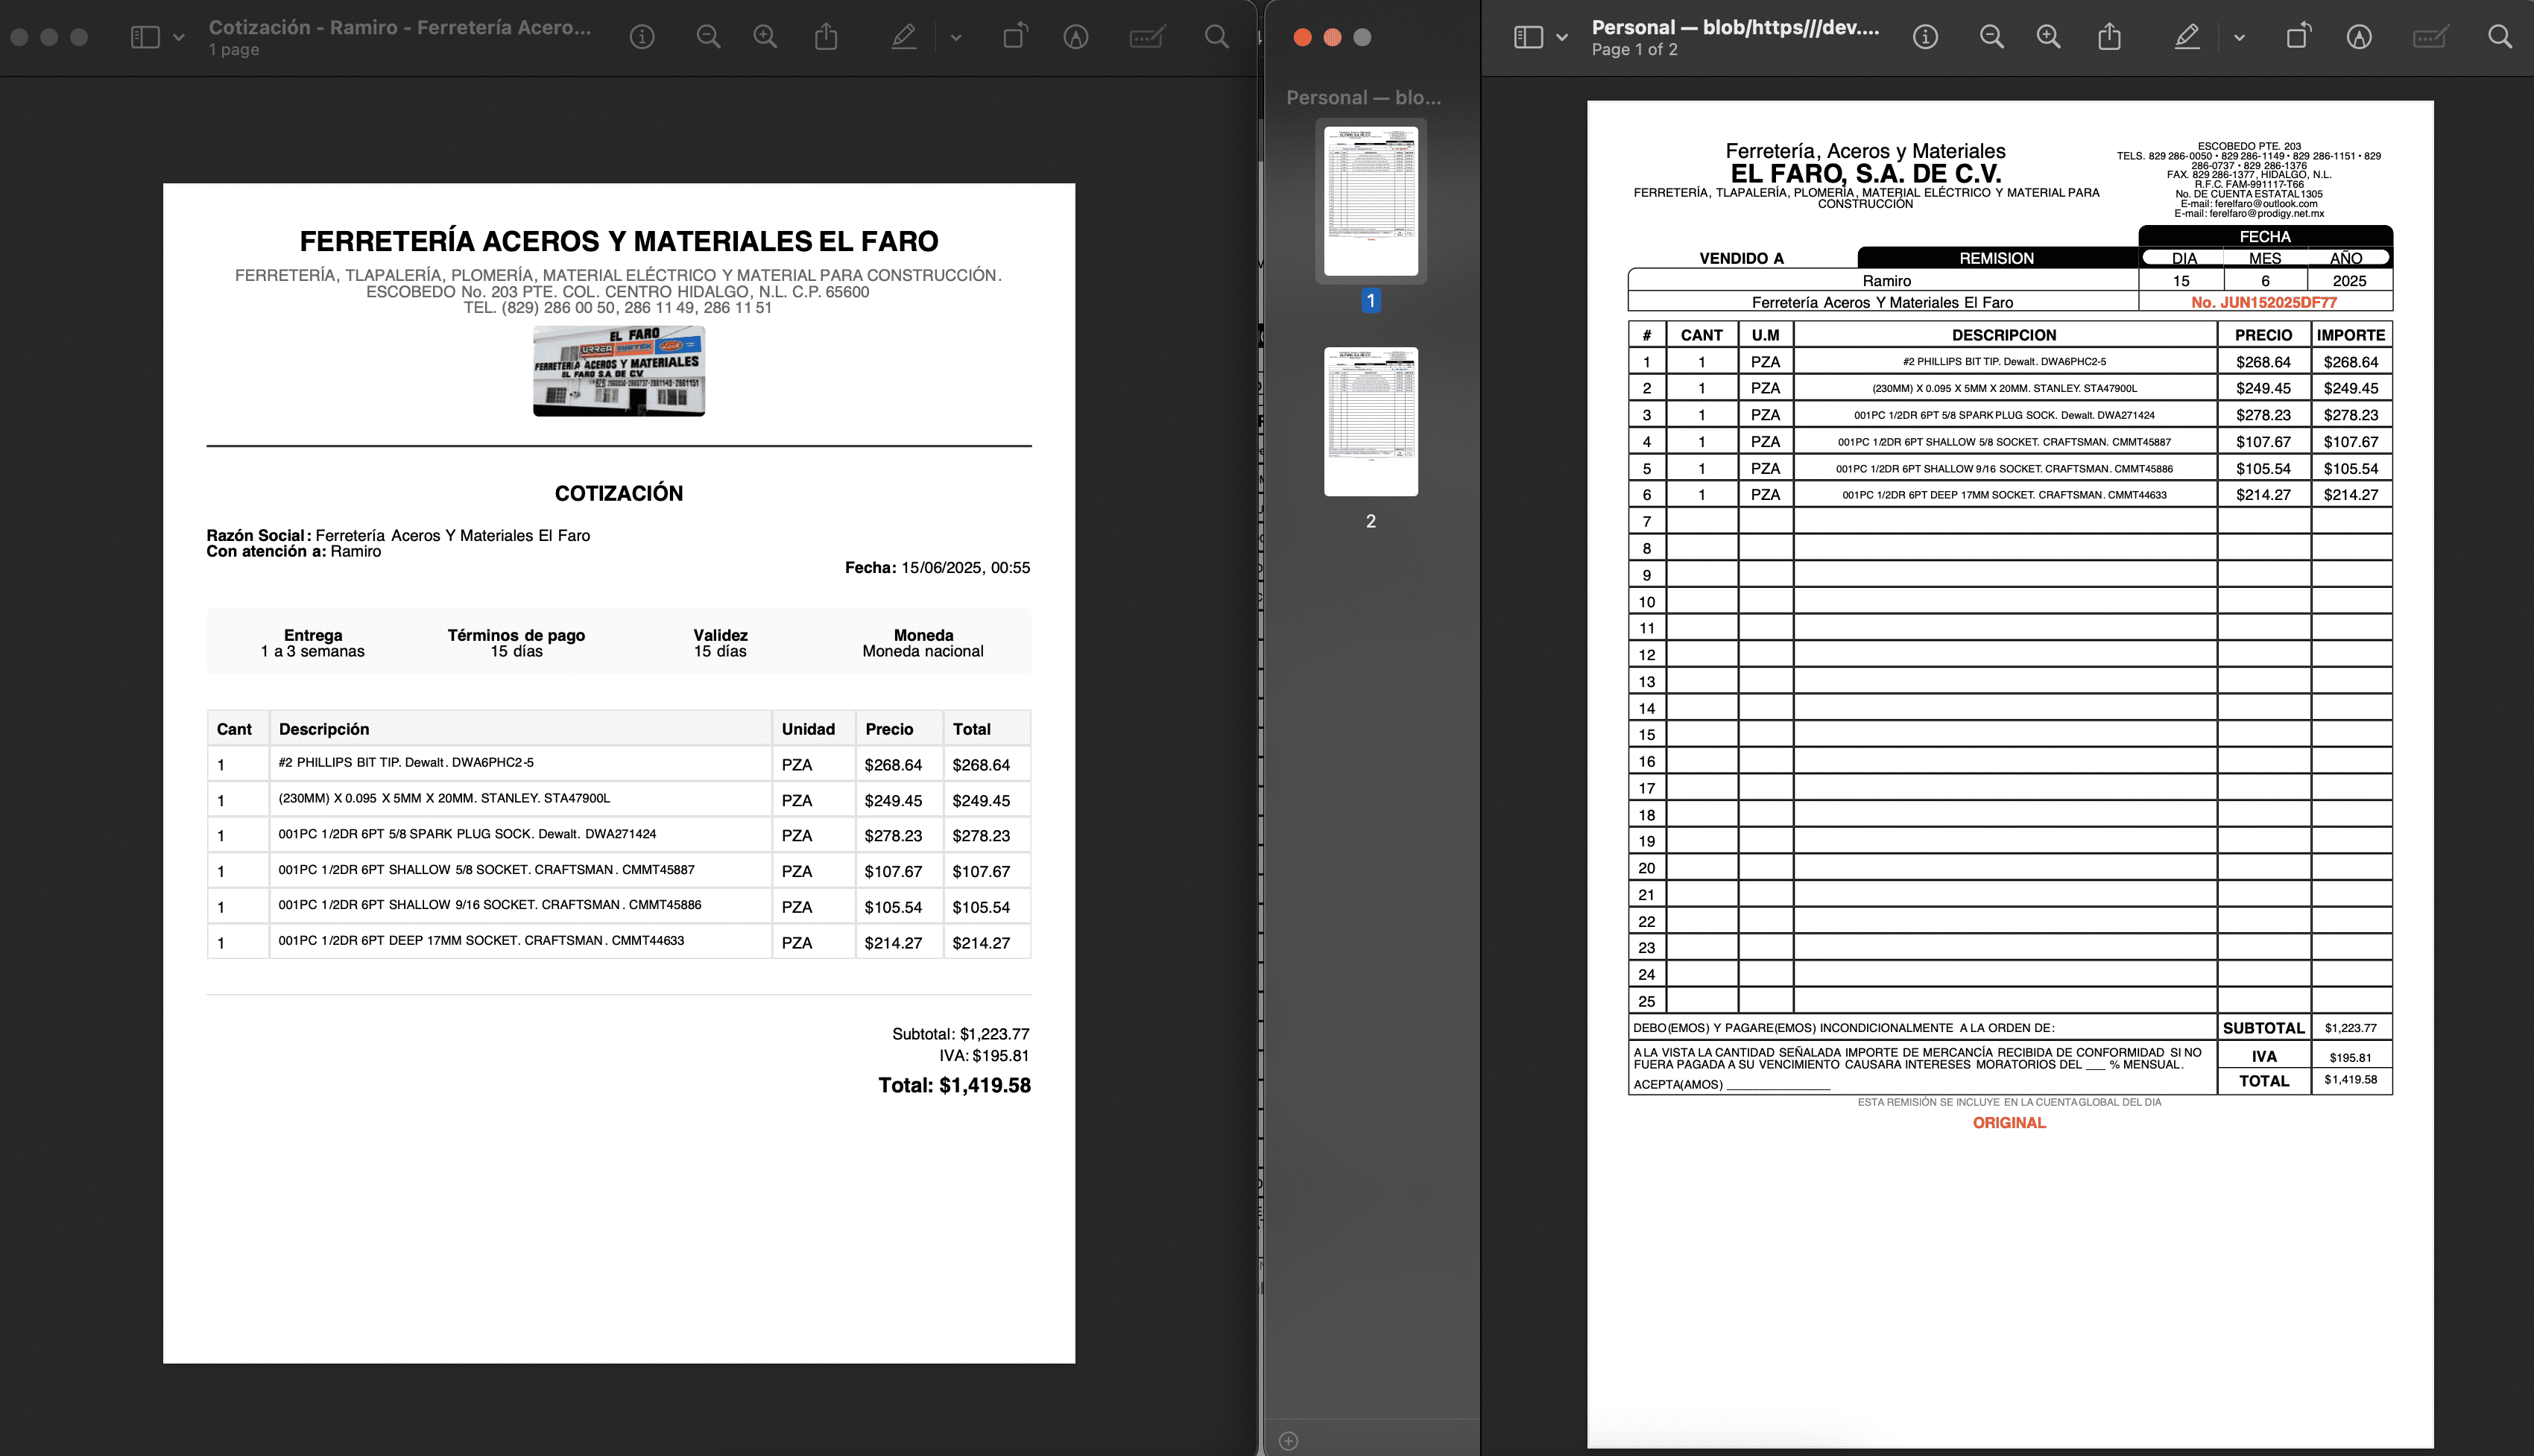 Cotización - Ramiro - Ferretería Acero...
1 page
FERRETERÍA ACEROS Y MATERIALES EL FARO
FERRETERÍA, TLAPALERÍA, PLOMERÍA, MATERIAL ELÉCTRICO Y MATERIAL PARA CONSTRUCCIÓN.
ESCOBEDO No. 203 PTE. COL. CENTRO HIDALGO, N.L. C.P. 65600
TEL. (829) 286 00 50, 286 11 49, 286 11 51
EL FARO
URREA SURTEK Lock
FERRETERIA ACEROS Y MATERIALES
EL FARO S.A. DE C.V.
COTIZACIÓN
Razón Social: Ferretería Aceros Y Materiales El Faro
Con atención a: Ramiro
Fecha: 15/06/2025, 00:55
Entrega Términos de pago Validez Moneda
1 a 3 semanas 15 días 15 días Moneda nacional
Cant Descripción Unidad Precio Total
1 #2 PHILLIPS BIT TIP. Dewalt. DWA6PHC2-5 PZA $268.64 $268.64
1 (230MM) X 0.095 X 5MM X 20MM. STANLEY. STA47900L PZA $249.45 $249.45
1 001PC 1/2DR 6PT 5/8 SPARK PLUG SOCK. Dewalt. DWA271424 PZA $278.23 $278.23
1 001PC 1/2DR 6PT SHALLOW 5/8 SOCKET. CRAFTSMAN. CMMT45887 PZA $107.67 $107.67
1 001PC 1/2DR 6PT SHALLOW 9/16 SOCKET. CRAFTSMAN. CMMT45886 PZA $105.54 $105.54
1 001PC 1/2DR 6PT DEEP 17MM SOCKET. CRAFTSMAN. CMMT44633 PZA $214.27 $214.27
Subtotal: $1,223.77
IVA: $195.81
Total: $1,419.58
Personal — blo...
1
2
Personal — blob/https///dev....
Page 1 of 2
Ferretería, Aceros y Materiales
EL FARO, S.A. DE C.V.
FERRETERÍA, TLAPALERÍA, PLOMERÍA, MATERIAL ELÉCTRICO Y MATERIAL PARA
CONSTRUCCIÓN
ESCOBEDO PTE. 203
TELS. 829 286-0050 • 829 286-1149 • 829 286-1151 • 829
286-0737 • 829 286-1376
FAX. 829 286-1377, HIDALGO, N.L.
R.F.C. FAM-991117-T66
No. DE CUENTA ESTATAL 1305
E-mail: ferelfaro@outlook.com
E-mail: ferelfaro@prodigy.net.mx
FECHA
VENDIDO A REMISION DIA MES AÑO
Ramiro 15 6 2025
Ferretería Aceros Y Materiales El Faro No. JUN152025DF77
# CANT U.M DESCRIPCION PRECIO IMPORTE
1 1 PZA #2 PHILLIPS BIT TIP. Dewalt. DWA6PHC2-5 $268.64 $268.64
2 1 PZA (230MM) X 0.095 X 5MM X 20MM. STANLEY. STA47900L $249.45 $249.45
3 1 PZA 001PC 1/2DR 6PT 5/8 SPARK PLUG SOCK. Dewalt. DWA271424 $278.23 $278.23
4 1 PZA 001PC 1/2DR 6PT SHALLOW 5/8 SOCKET. CRAFTSMAN. CMMT45887 $107.67 $107.67
5 1 PZA 001PC 1/2DR 6PT SHALLOW 9/16 SOCKET. CRAFTSMAN. CMMT45886 $105.54 $105.54
6 1 PZA 001PC 1/2DR 6PT DEEP 17MM SOCKET. CRAFTSMAN. CMMT44633 $214.27 $214.27
7
8
9
10
11
12
13
14
15
16
17
18
19
20
21
22
23
24
25
DEBO(EMOS) Y PAGARE(EMOS) INCONDICIONALMENTE A LA ORDEN DE: SUBTOTAL $1,223.77
A LA VISTA LA CANTIDAD SEÑALADA IMPORTE DE MERCANCÍA RECIBIDA DE CONFORMIDAD SI NO
FUERA PAGADA A SU VENCIMIENTO CAUSARA INTERESES MORATORIOS DEL ___ % MENSUAL.
IVA $195.81
ACEPTA(AMOS) ________________ TOTAL $1,419.58
ESTA REMISIÓN SE INCLUYE EN LA CUENTA GLOBAL DEL DIA
ORIGINAL